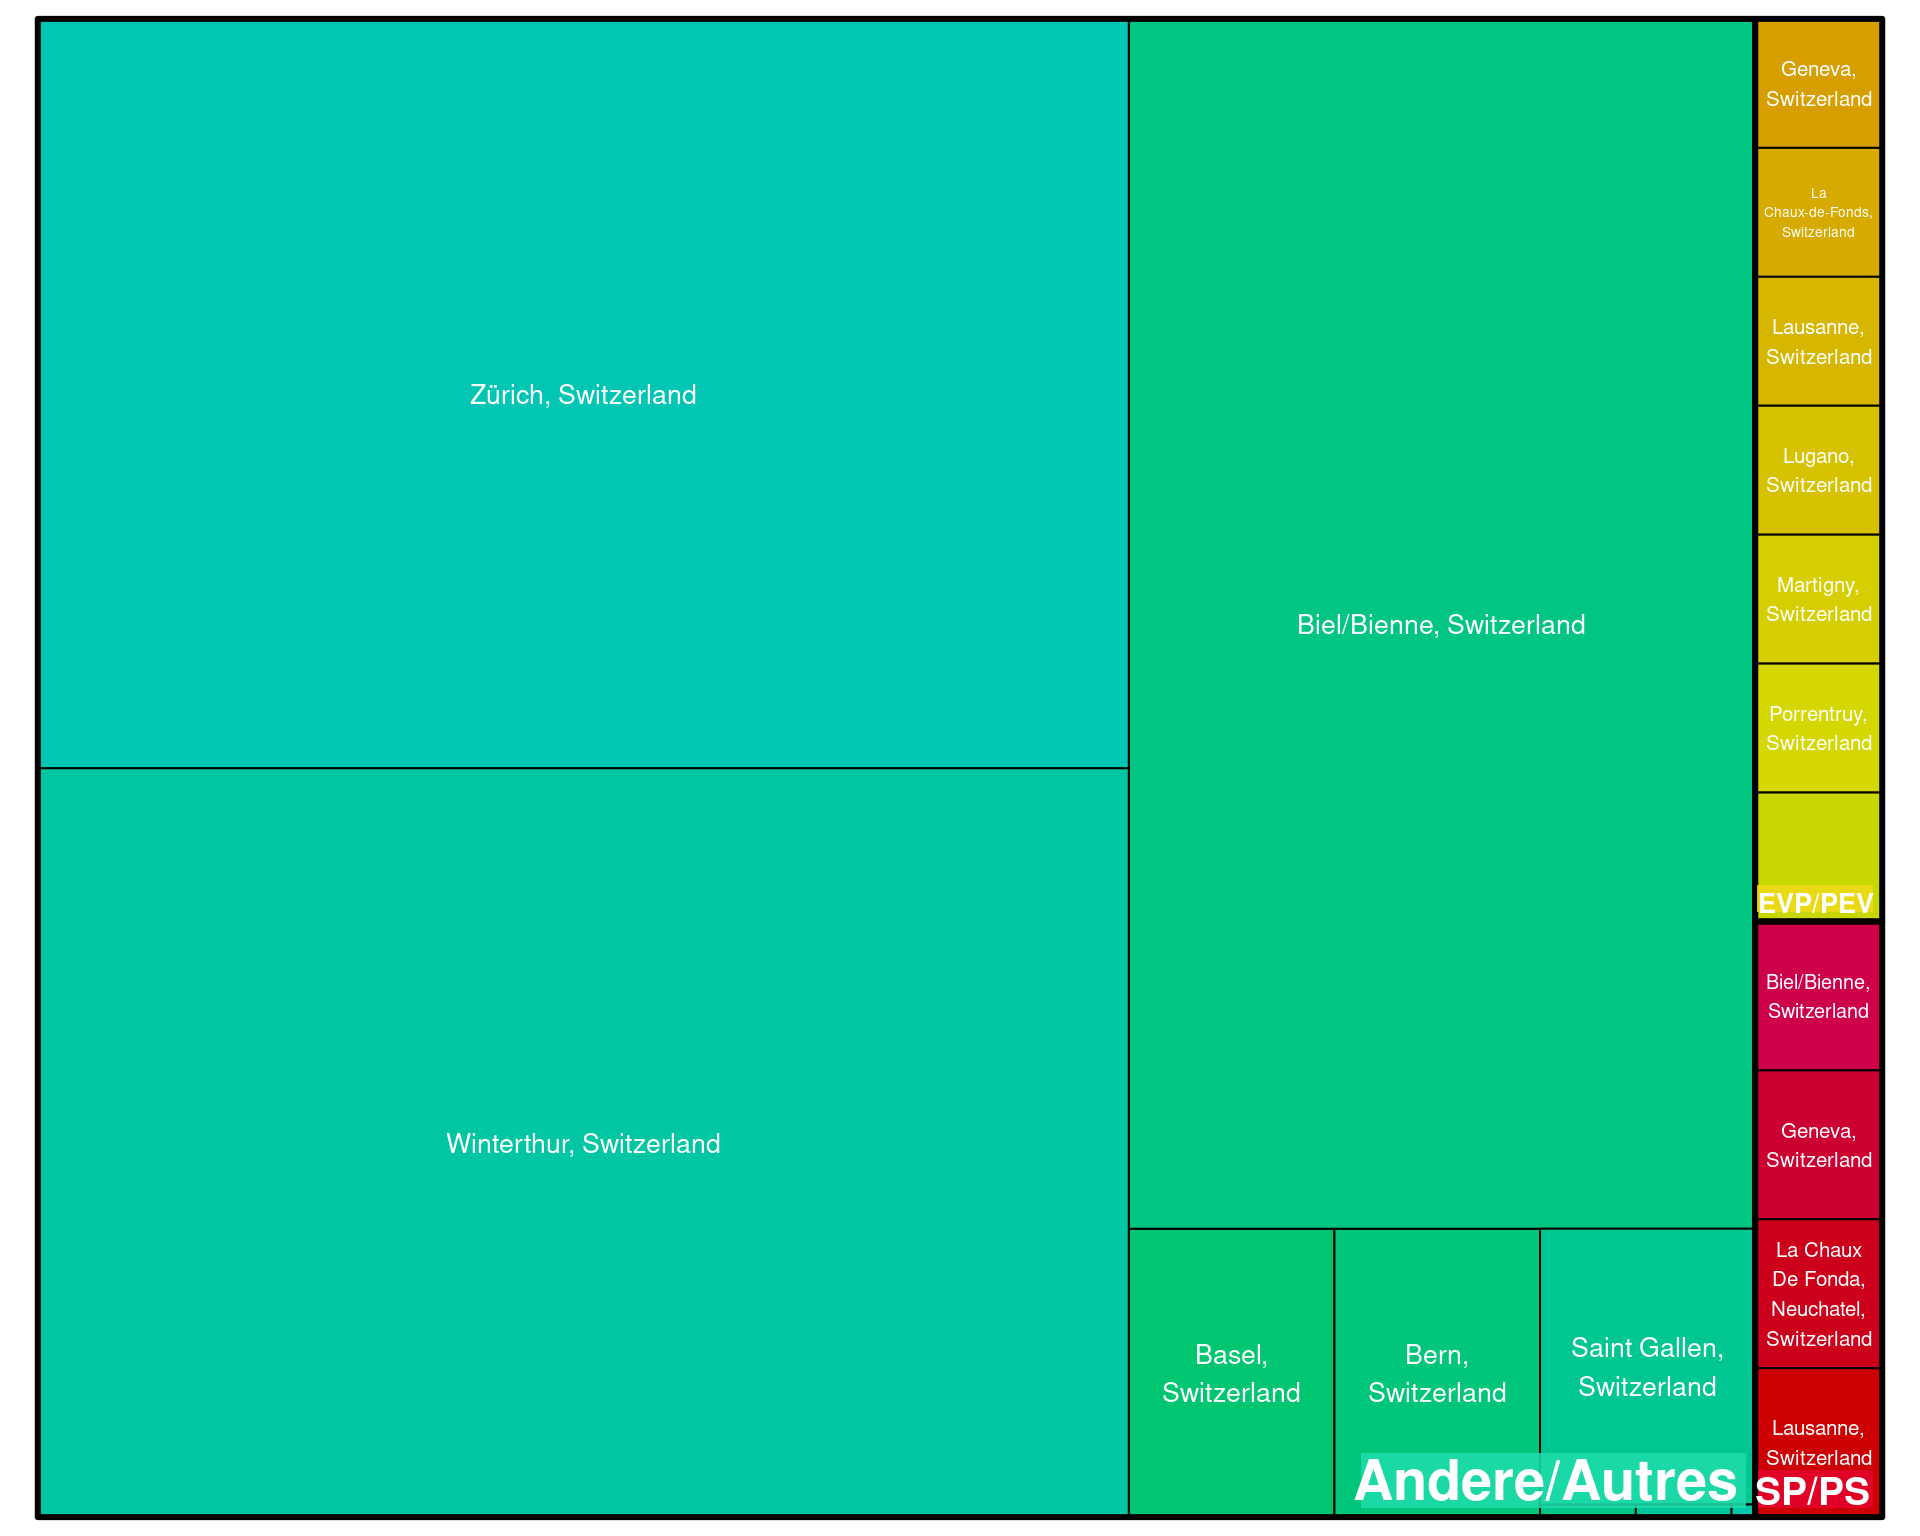 Zürich, Switzerland
Winterthur, Switzerland
Biel/Bienne, Switzerland
Basel,
Switzerland
Bern,
Switzerland
Saint Gallen,
Switzerland
Andere/Autres
Geneva,
Switzerland
La
Chaux-de-Fonds,
Switzerland
Lausanne,
Switzerland
Lugano,
Switzerland
Martigny,
Switzerland
Porrentruy,
Switzerland
EVP/PEV
Biel/Bienne,
Switzerland
Geneva,
Switzerland
La Chaux
De Fonda,
Neuchatel,
Switzerland
Lausanne,
Switzerland
SP/PS